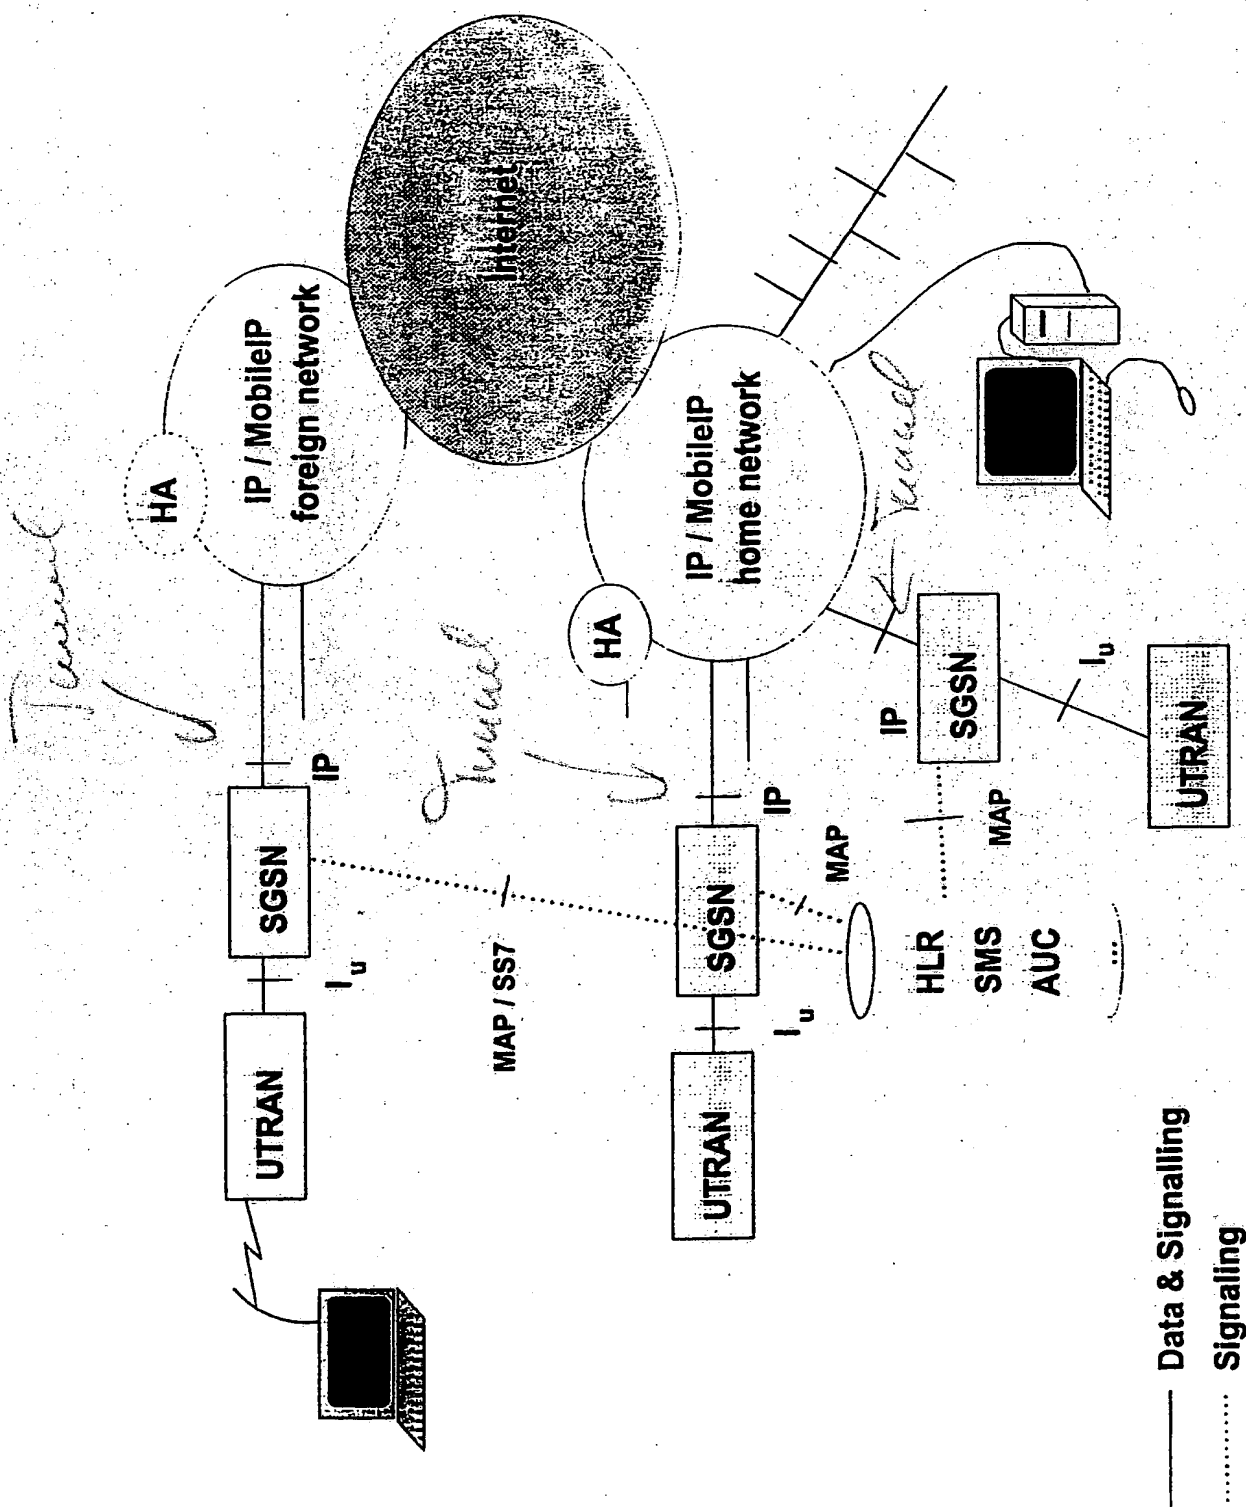 HA
IP / MobileIP
foreign network
Internet
Tunnel
IP
SGSN
Iu
UTRAN
MAP / SS7
HA
IP / MobileIP
home network
Tunnel
IP
SGSN
Iu
UTRAN
MAP
Tunnel
IP
SGSN
Iu
UTRAN
MAP
HLR
SMS
AUC
...
Data & Signalling
Signaling